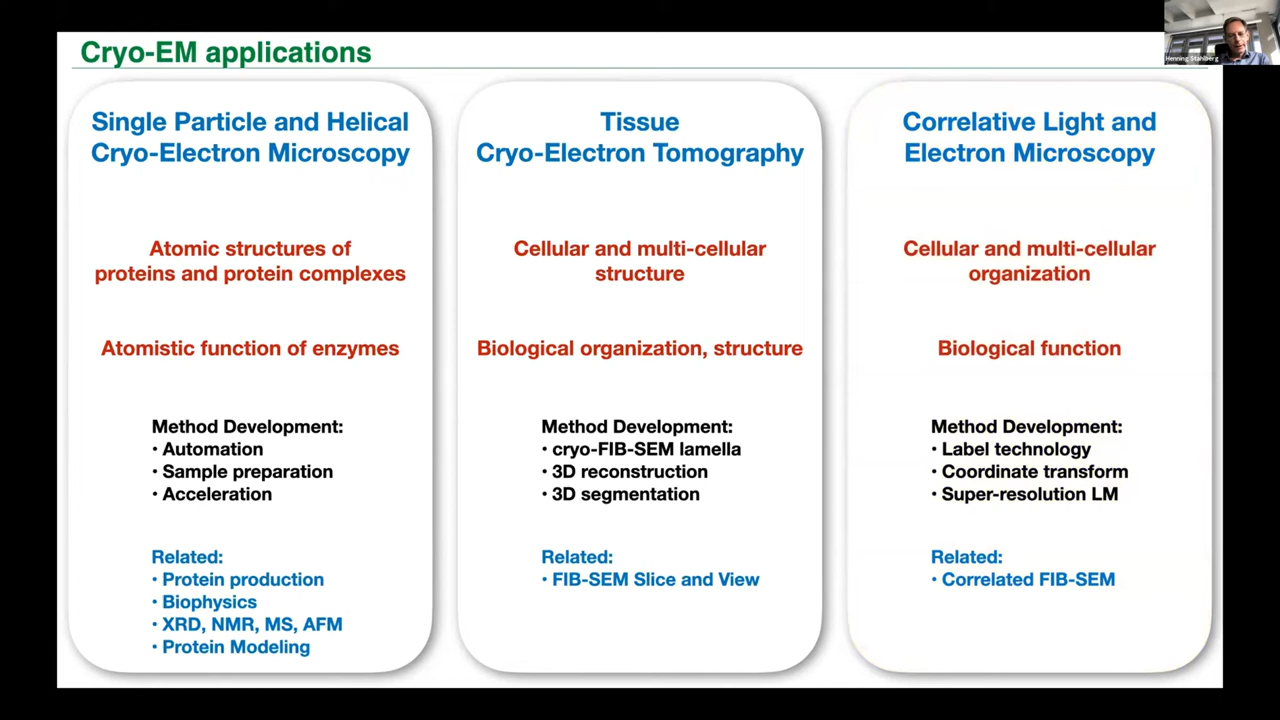 Cryo-EM applications
Henning Stahlberg
Single Particle and Helical
Cryo-Electron Microscopy
Atomic structures of
proteins and protein complexes
Atomistic function of enzymes
Method Development:
• Automation
• Sample preparation
• Acceleration
Related:
• Protein production
• Biophysics
• XRD, NMR, MS, AFM
• Protein Modeling
Tissue
Cryo-Electron Tomography
Cellular and multi-cellular
structure
Biological organization, structure
Method Development:
• cryo-FIB-SEM lamella
• 3D reconstruction
• 3D segmentation
Related:
• FIB-SEM Slice and View
Correlative Light and
Electron Microscopy
Cellular and multi-cellular
organization
Biological function
Method Development:
• Label technology
• Coordinate transform
• Super-resolution LM
Related:
• Correlated FIB-SEM